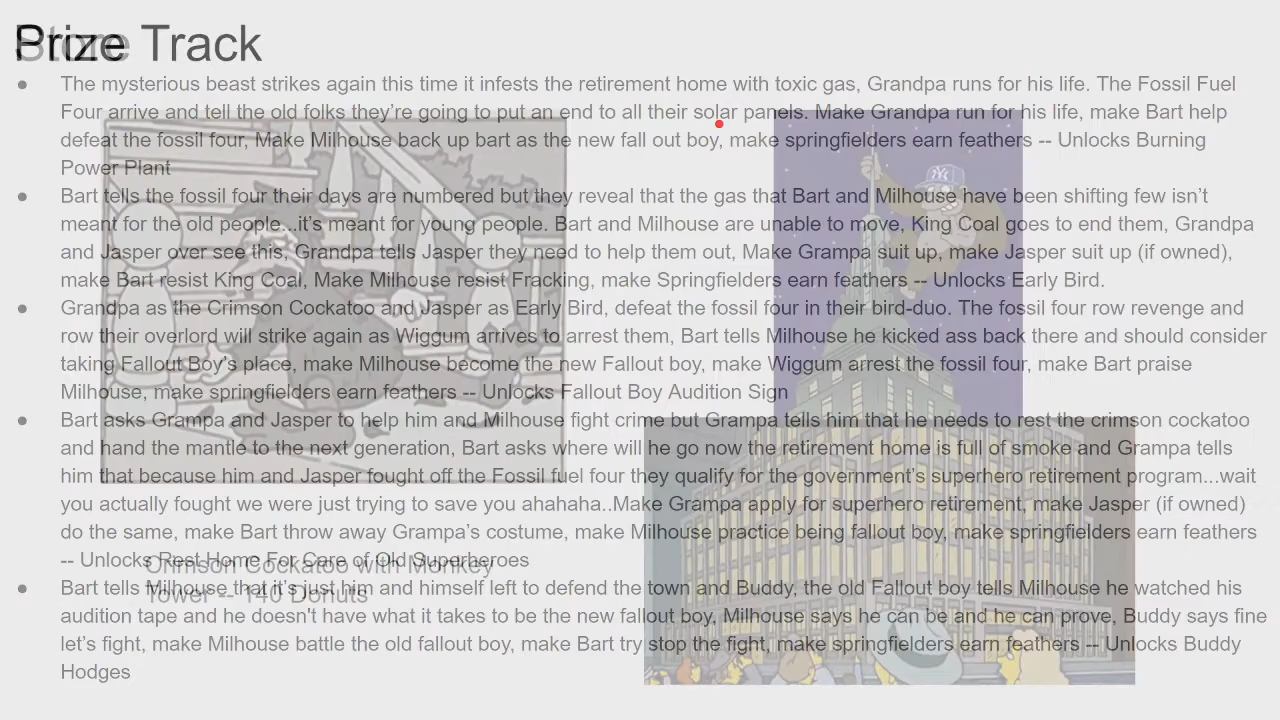 Prize Track
Store
The mysterious beast strikes again this time it infests the retirement home with toxic gas, Grandpa runs for his life. The Fossil Fuel
Four arrive and tell the old folks they're going to put an end to all their solar panels. Make Grandpa run for his life, make Bart help
defeat the fossil four, Make Milhouse back up bart as the new fall out boy, make springfielders earn feathers -- Unlocks Burning
Power Plant
Bart tells the fossil four their days are numbered but they reveal that the gas that Bart and Milhouse have been shifting few isn't
meant for the old people...it's meant for young people. Bart and Milhouse are unable to move, King Coal goes to end them, Grandpa
and Jasper over see this, Grandpa tells Jasper they need to help them out, Make Grampa suit up, make Jasper suit up (if owned),
make Bart resist King Coal, Make Milhouse resist Fracking, make Springfielders earn feathers -- Unlocks Early Bird.
Grandpa as the Crimson Cockatoo and Jasper as Early Bird, defeat the fossil four in their bird-duo. The fossil four row revenge and
row their overlord will strike again as Wiggum arrives to arrest them, Bart tells Milhouse he kicked ass back there and should consider
taking Fallout Boy's place, make Milhouse become the new Fallout boy, make Wiggum arrest the fossil four, make Bart praise
Milhouse, make springfielders earn feathers -- Unlocks Fallout Boy Audition Sign
Bart asks Grampa and Jasper to help him and Milhouse fight crime but Grampa tells him that he needs to rest the crimson cockatoo
and hand the mantle to the next generation, Bart asks where will he go now the retirement home is full of smoke and Grampa tells
him that because him and Jasper fought off the Fossil fuel four they qualify for the government's superhero retirement program...wait
you actually fought we were just trying to save you ahahaha..Make Grampa apply for superhero retirement, make Jasper (if owned)
do the same, make Bart throw away Grampa's costume, make Milhouse practice being fallout boy, make springfielders earn feathers
-- Unlocks Rest Home For Care of Old Superheroes
Crimson Cockatoo with Monkey
Tower -- 140 Donuts
Bart tells Milhouse that it's just him and himself left to defend the town and Buddy, the old Fallout boy tells Milhouse he watched his
audition tape and he doesn't have what it takes to be the new fallout boy, Milhouse says he can be and he can prove, Buddy says fine
let's fight, make Milhouse battle the old fallout boy, make Bart try stop the fight, make springfielders earn feathers -- Unlocks Buddy
Hodges